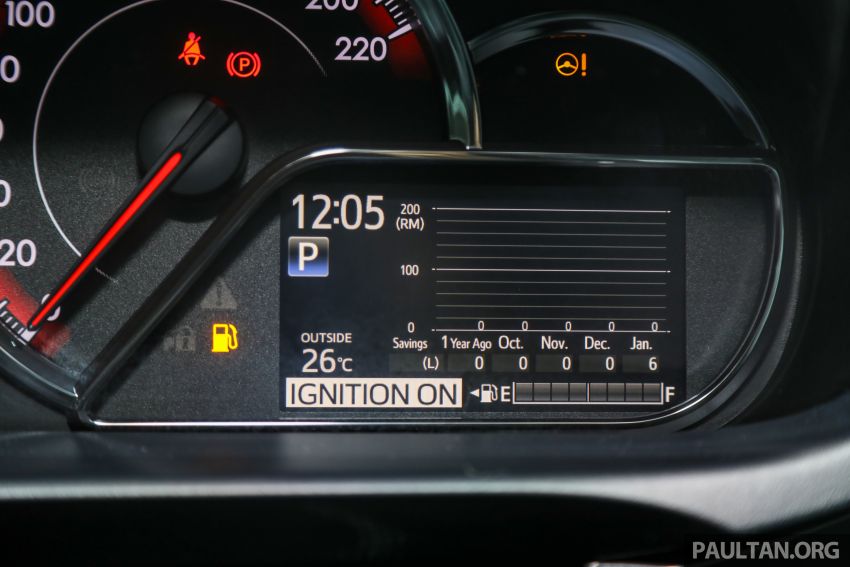 100
200
220
P
20
0
12:05
P
200
(RM)
100
0
0 0 0 0 0
OUTSIDE
26°C
Savings 1 Year Ago Oct. Nov. Dec. Jan.
(L) 0 0 0 0 6
IGNITION ON
E F
PAULTAN.ORG